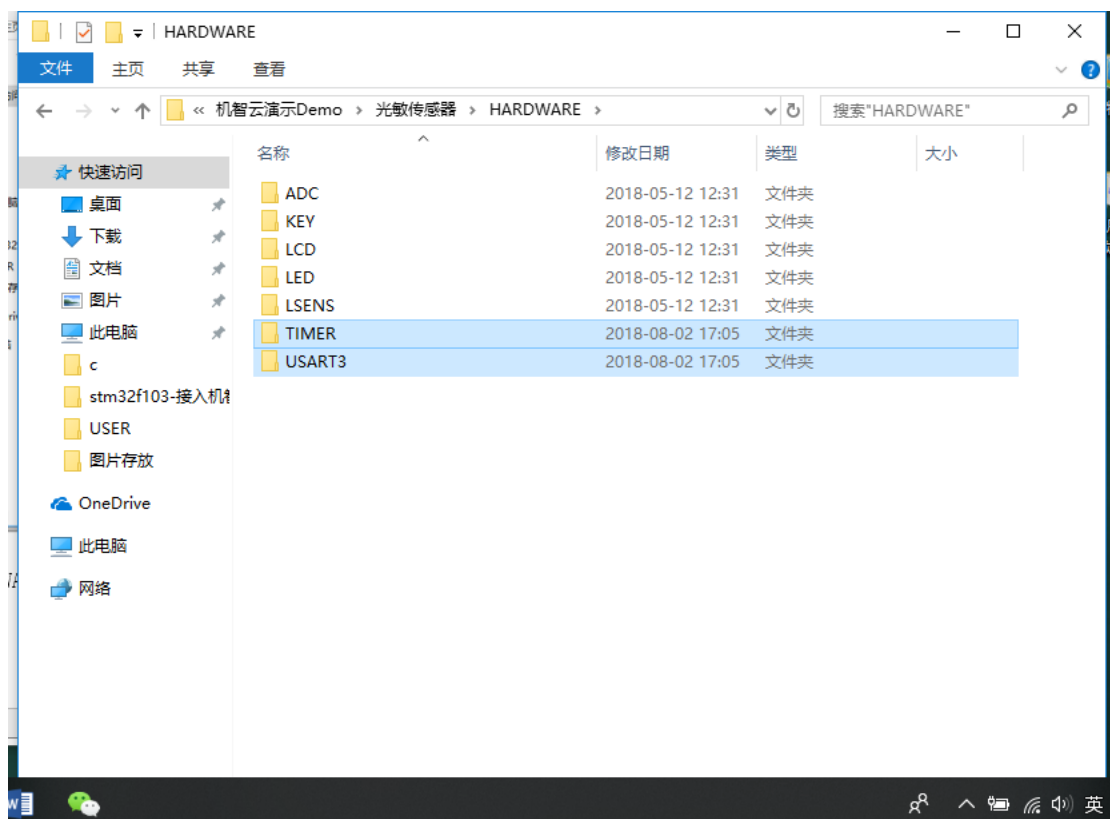 HARDWARE
文件 主页 共享 查看
« 机智云演示Demo › 光敏传感器 › HARDWARE ›
搜索"HARDWARE"
名称 修改日期 类型 大小
快速访问
桌面
下载
文档
图片
此电脑
c
stm32f103-接入机
USER
图片存放
OneDrive
此电脑
网络
ADC 2018-05-12 12:31 文件夹
KEY 2018-05-12 12:31 文件夹
LCD 2018-05-12 12:31 文件夹
LED 2018-05-12 12:31 文件夹
LSENS 2018-05-12 12:31 文件夹
TIMER 2018-08-02 17:05 文件夹
USART3 2018-08-02 17:05 文件夹
英